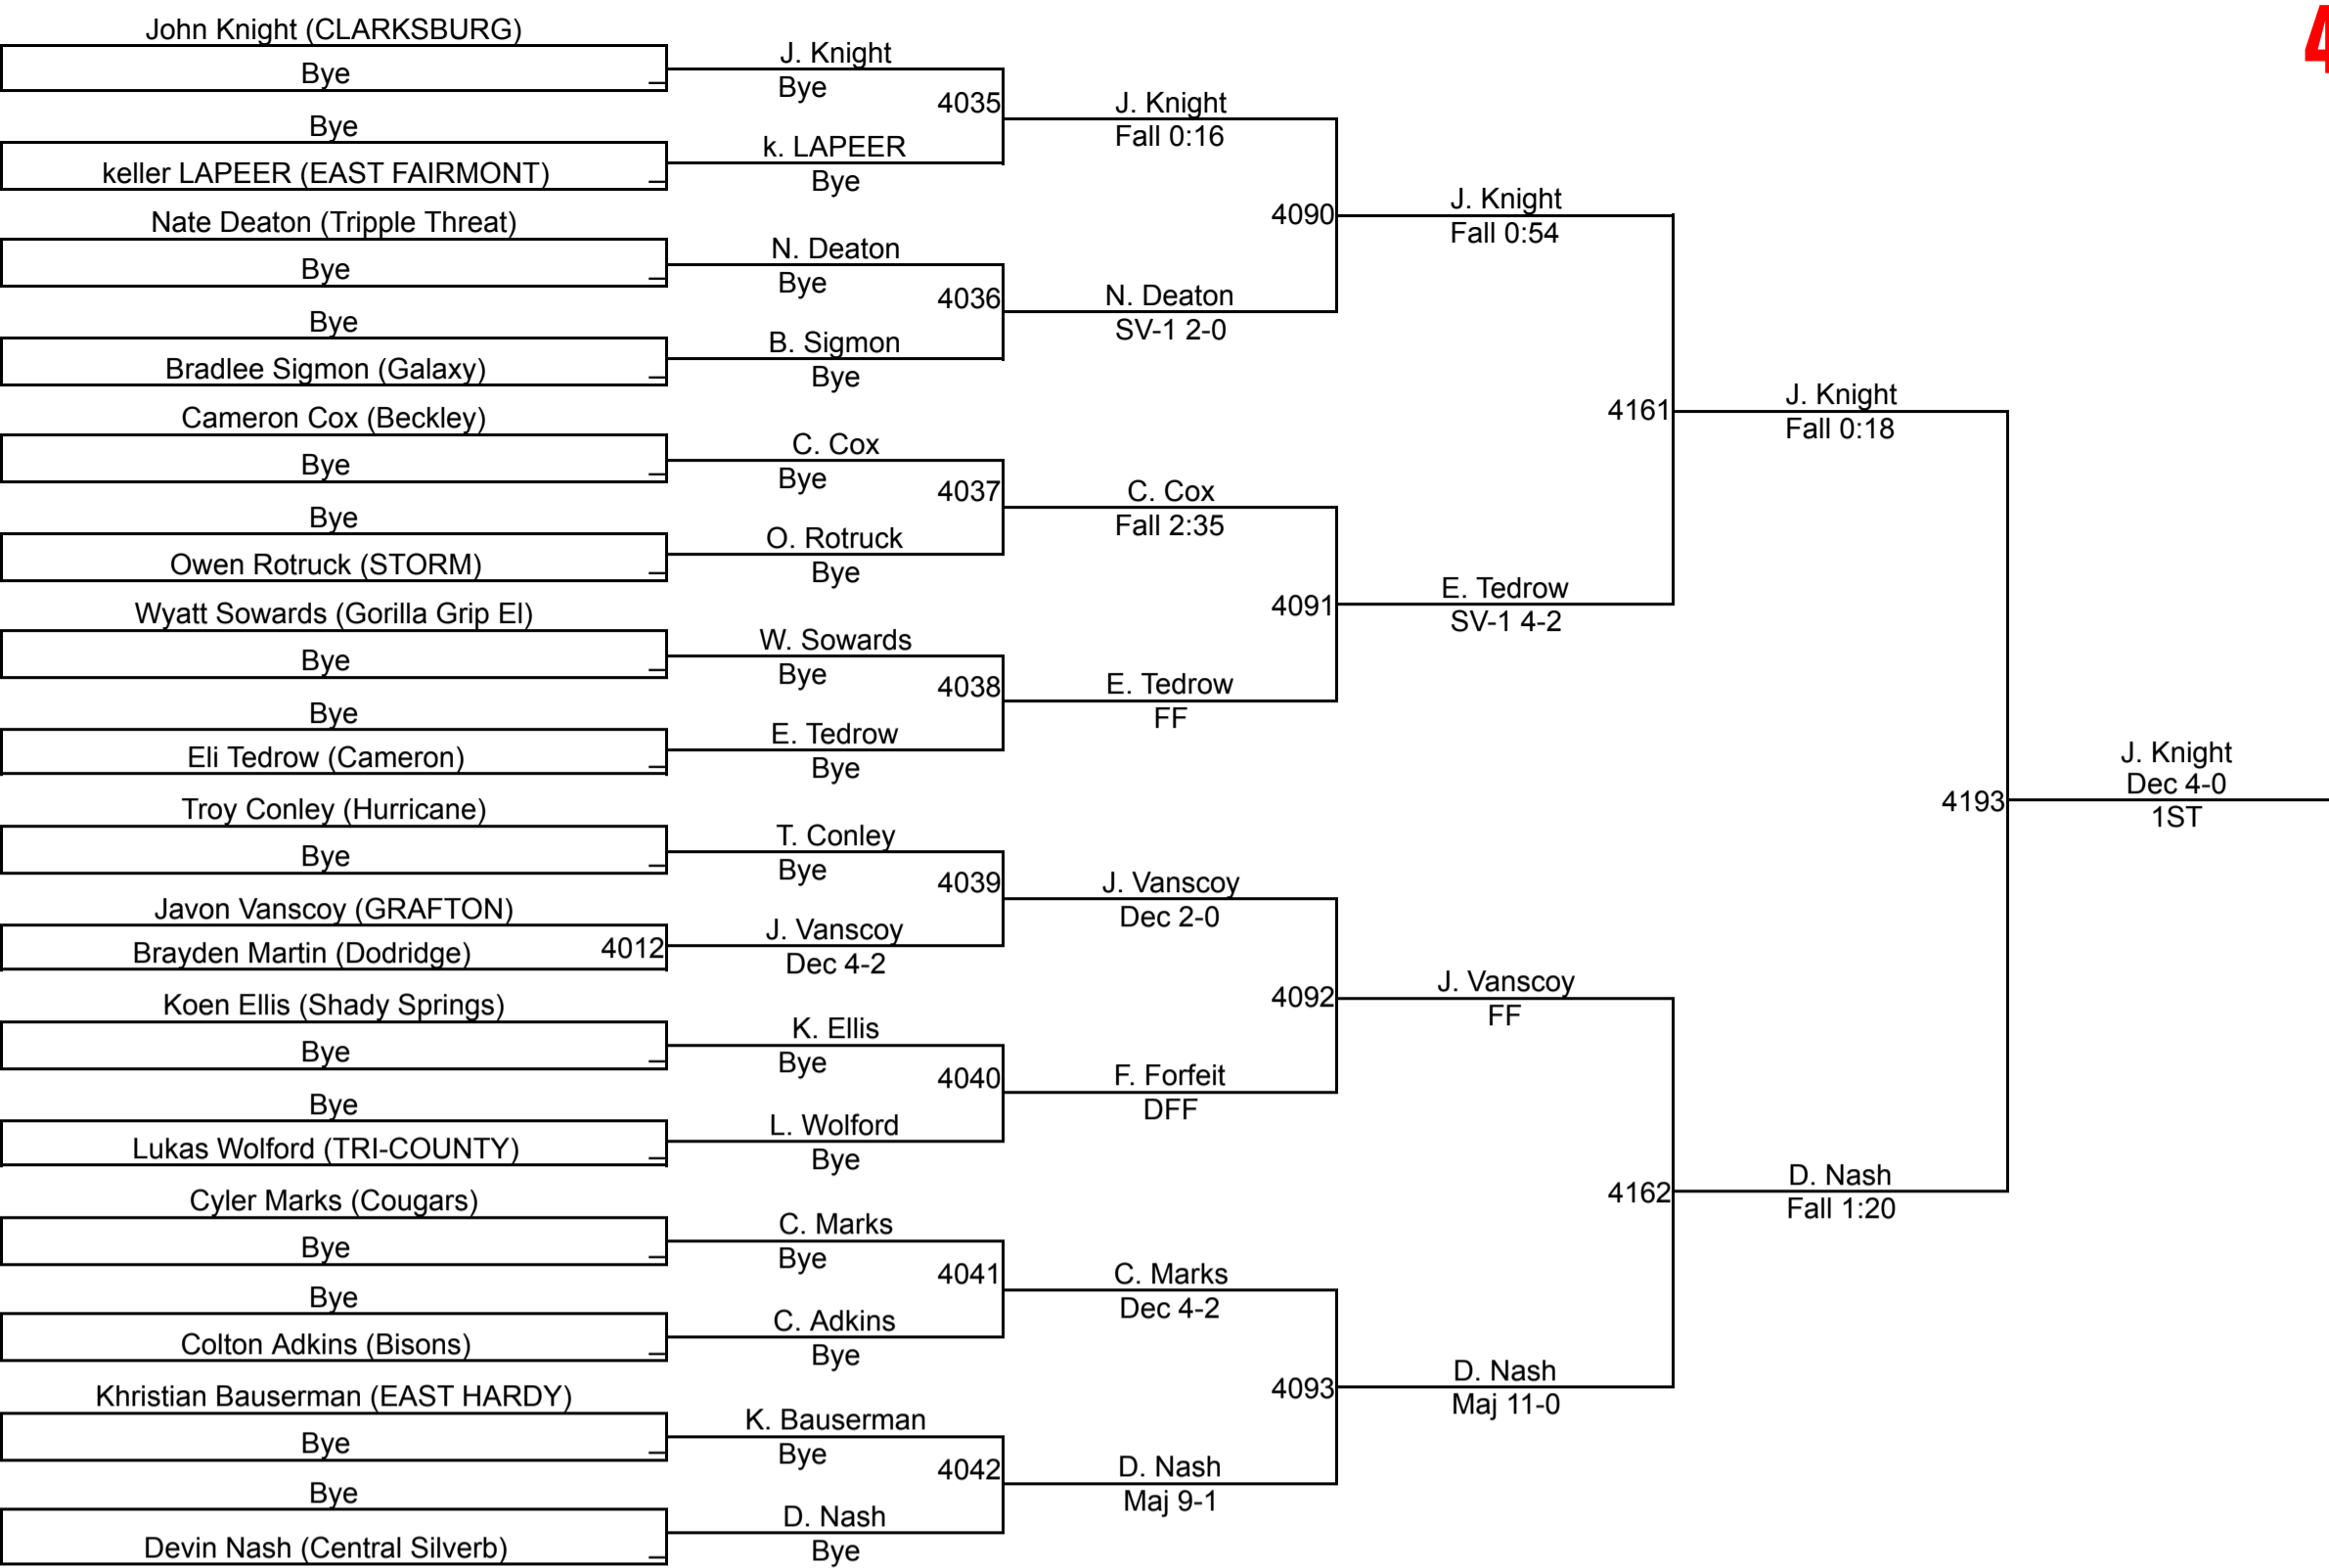 John Knight (CLARKSBURG)
Bye
Bye
keller LAPEER (EAST FAIRMONT)
Nate Deaton (Tripple Threat)
Bye
Bye
Bradlee Sigmon (Galaxy)
Cameron Cox (Beckley)
Bye
Bye
Owen Rotruck (STORM)
Wyatt Sowards (Gorilla Grip El)
Bye
Bye
Eli Tedrow (Cameron)
Troy Conley (Hurricane)
Bye
Javon Vanscoy (GRAFTON)
Brayden Martin (Dodridge) 4012
Koen Ellis (Shady Springs)
Bye
Bye
Lukas Wolford (TRI-COUNTY)
Cyler Marks (Cougars)
Bye
Bye
Colton Adkins (Bisons)
Khristian Bauserman (EAST HARDY)
Bye
Bye
Devin Nash (Central Silverb)
J. Knight
Bye
4035
k. LAPEER
Bye
N. Deaton
Bye
4036
B. Sigmon
Bye
C. Cox
Bye
4037
O. Rotruck
Bye
W. Sowards
Bye
4038
E. Tedrow
Bye
T. Conley
Bye
4039
J. Vanscoy
Dec 4-2
K. Ellis
Bye
4040
L. Wolford
Bye
C. Marks
Bye
4041
C. Adkins
Bye
K. Bauserman
Bye
4042
D. Nash
Bye
J. Knight
Fall 0:16
4090
N. Deaton
SV-1 2-0
C. Cox
Fall 2:35
4091
E. Tedrow
FF
J. Vanscoy
Dec 2-0
4092
F. Forfeit
DFF
C. Marks
Dec 4-2
4093
D. Nash
Maj 9-1
J. Knight
Fall 0:54
4161
E. Tedrow
SV-1 4-2
J. Vanscoy
FF
4162
D. Nash
Maj 11-0
J. Knight
Fall 0:18
4193
D. Nash
Fall 1:20
J. Knight
Dec 4-0
1ST